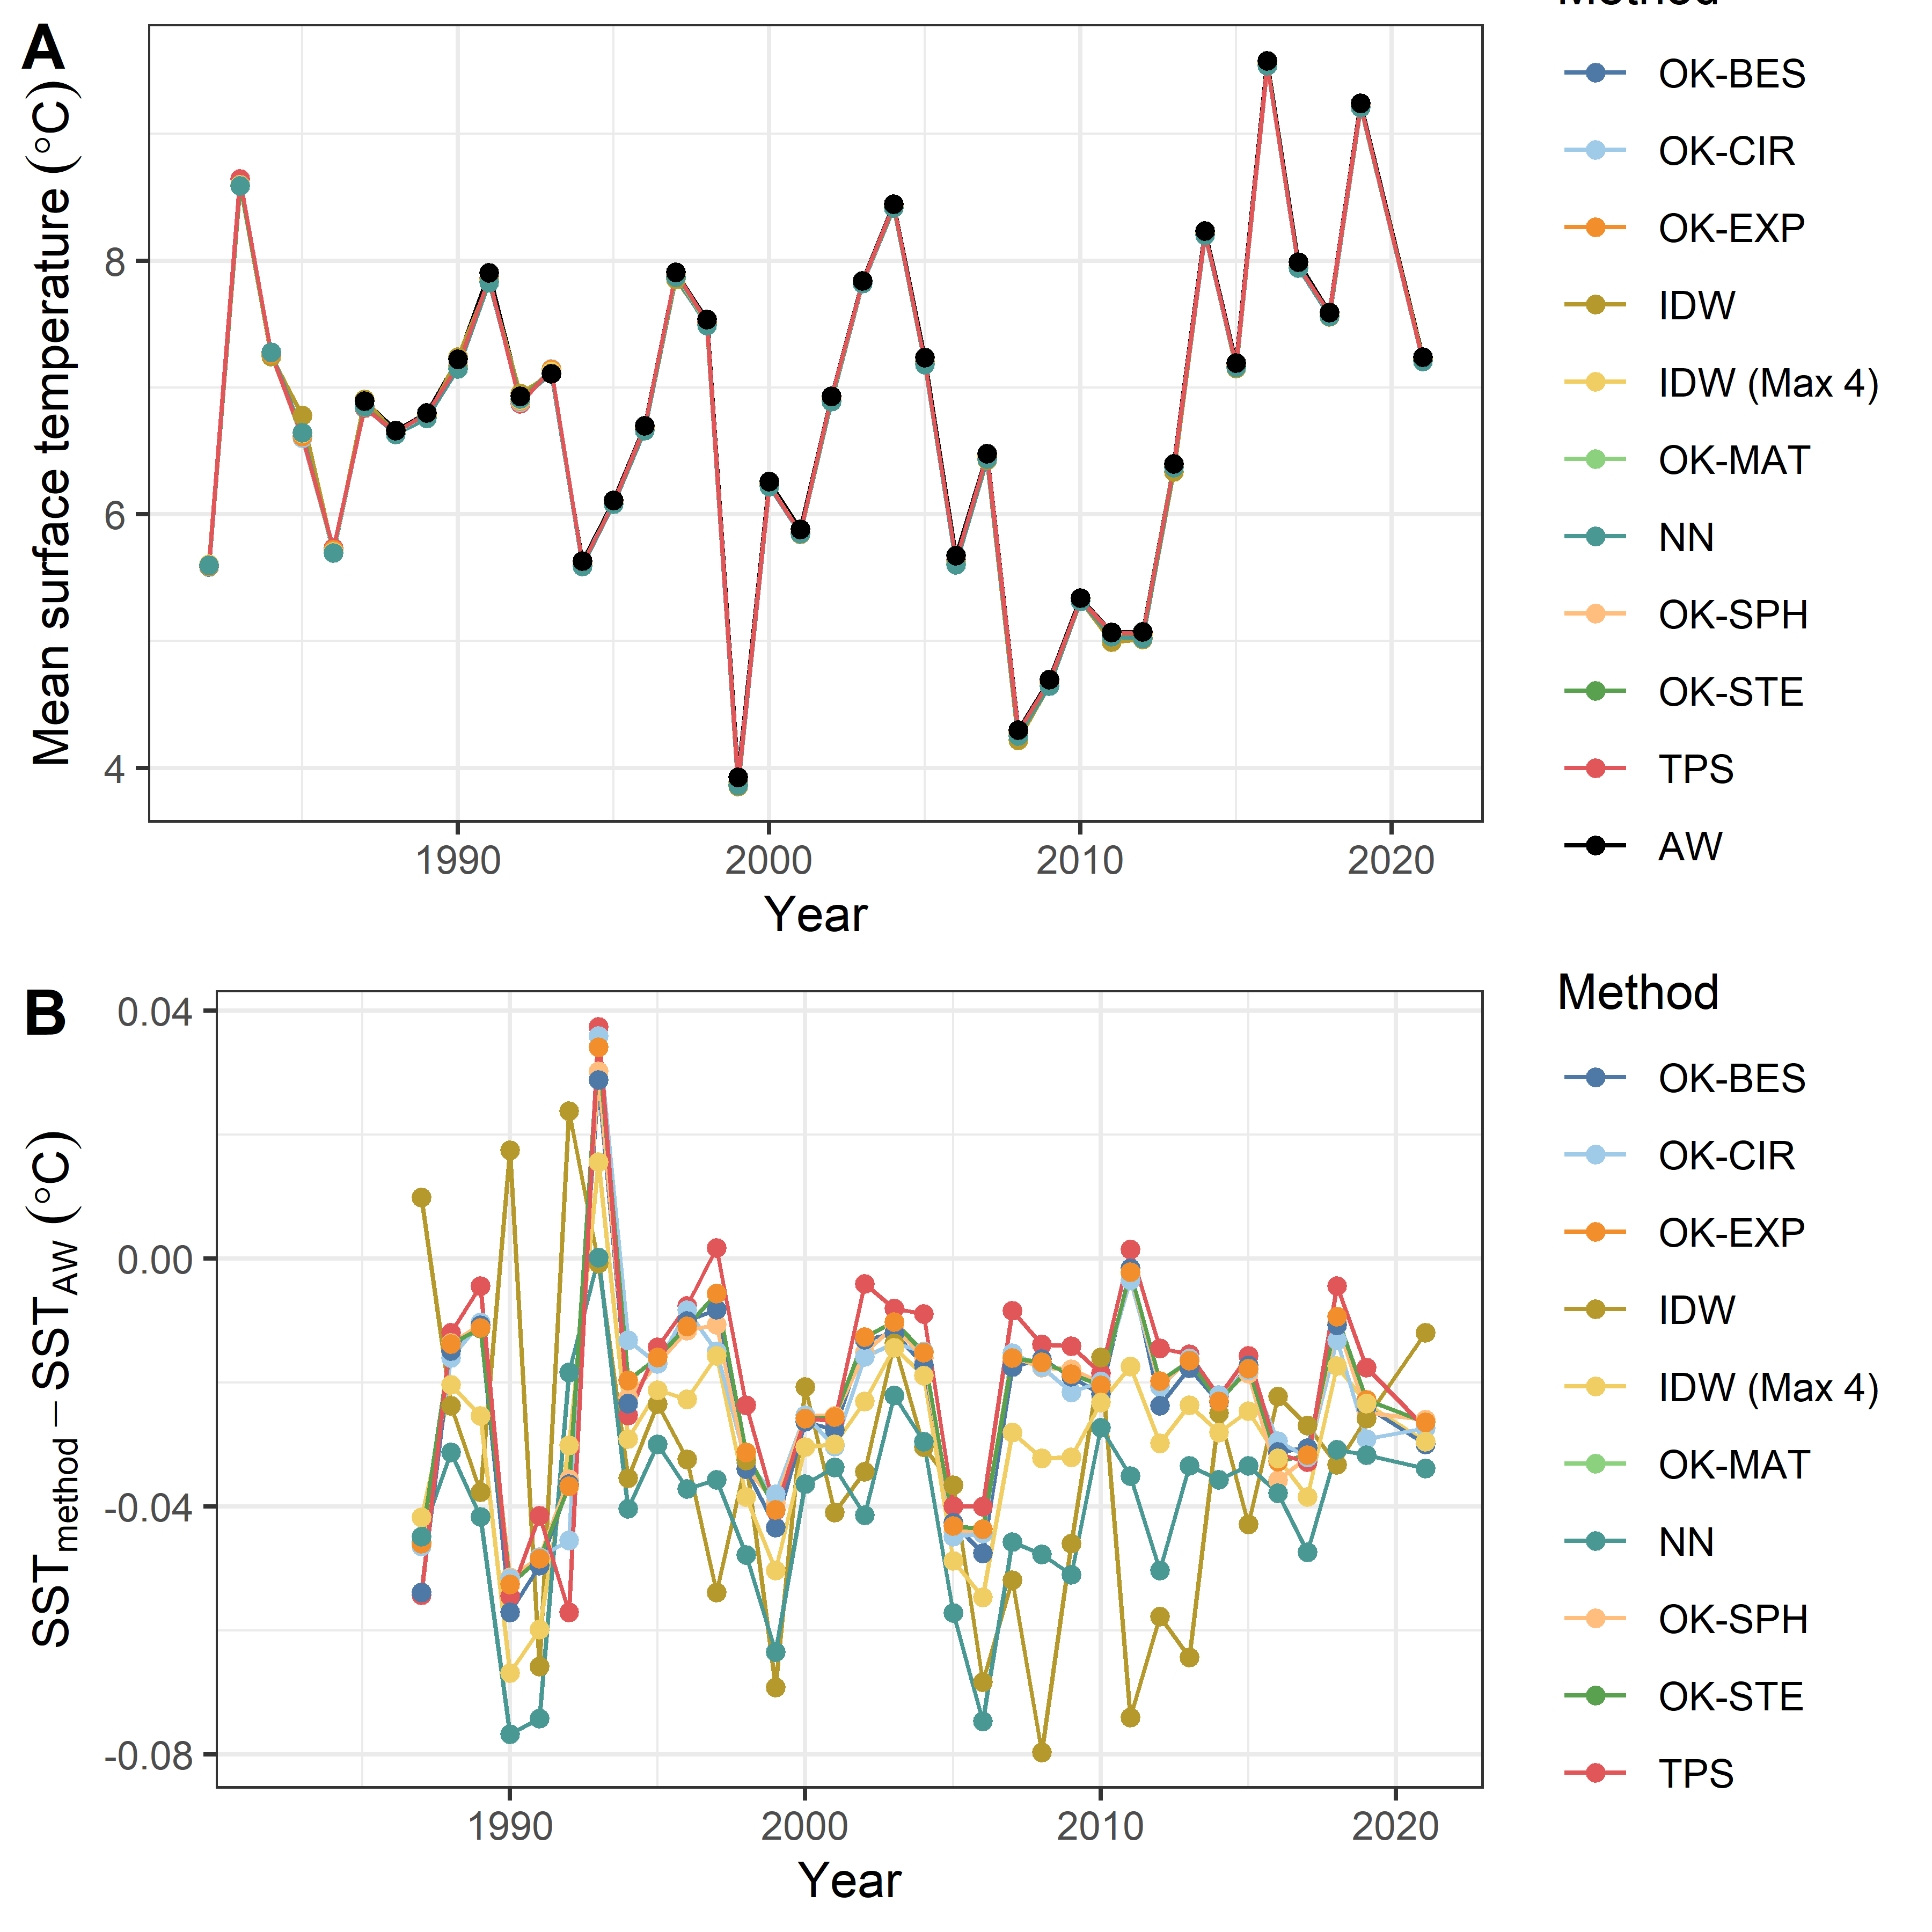 Method
A
Mean surface temperature (°C)
8
6
4
1990
2000
2010
2020
Year
OK-BES
OK-CIR
OK-EXP
IDW
IDW (Max 4)
OK-MAT
NN
OK-SPH
OK-STE
TPS
AW
B
SSTmethod − SSTAW (°C)
0.04
0.00
-0.04
-0.08
1990
2000
2010
2020
Year
Method
OK-BES
OK-CIR
OK-EXP
IDW
IDW (Max 4)
OK-MAT
NN
OK-SPH
OK-STE
TPS